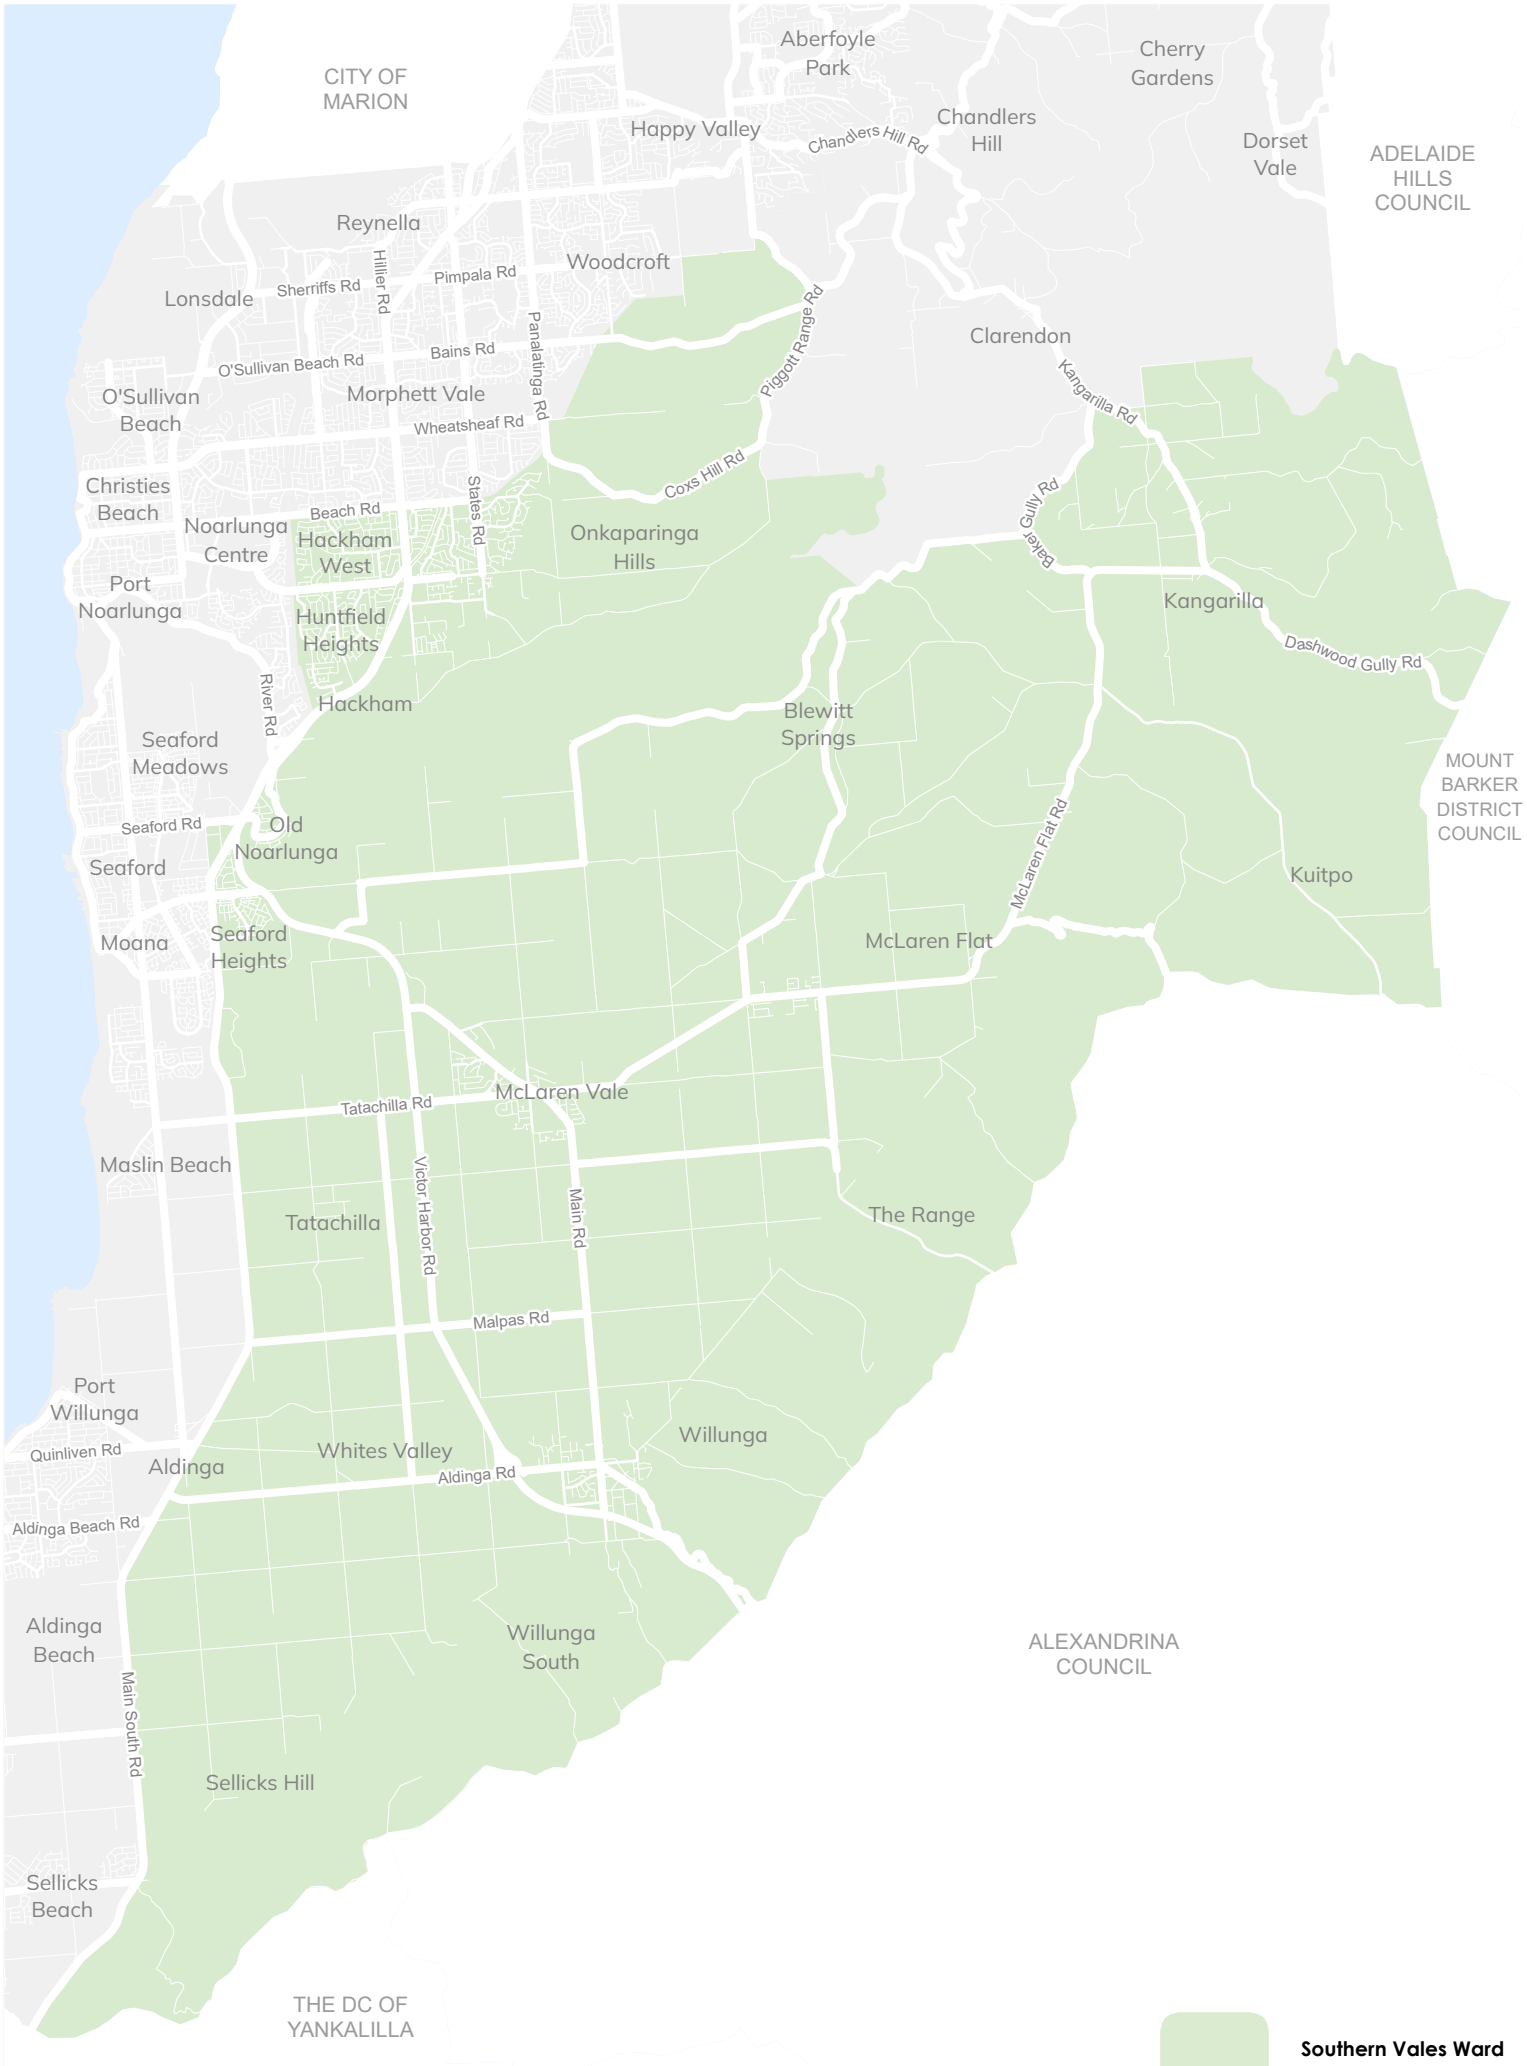 Aberfoyle
Park
Cherry
Gardens
CITY OF
MARION
Happy Valley
Chandlers Hill Rd
Chandlers
Hill
Dorset
Vale
ADELAIDE
HILLS
COUNCIL
Reynella
Hillier Rd
Pimpala Rd
Woodcroft
Sherriffs Rd
Lonsdale
Panalatinga Rd
Piggott Range Rd
Clarendon
O'Sullivan Beach Rd
Bains Rd
Kangarilla Rd
O'Sullivan
Beach
Morphett Vale
Wheatsheaf Rd
Coxs Hill Rd
Christies
Beach
States Rd
Beach Rd
Noarlunga
Centre
Hackham
West
Onkaparinga
Hills
Baker Gully Rd
Baker
Port
Noarlunga
Huntfield
Heights
Kangarilla
Dashwood Gully Rd
River Rd
Hackham
Blewitt
Springs
Seaford
Meadows
MOUNT
BARKER
DISTRICT
COUNCIL
Seaford Rd
Old
Noarlunga
McLaren Flat Rd
Seaford
Kuitpo
Moana
Seaford
Heights
McLaren Flat
McLaren Vale
Tatachilla Rd
Maslin Beach
Victor Harbor Rd
Main Rd
Tatachilla
The Range
Malpas Rd
Port
Willunga
Quinliven Rd
Whites Valley
Willunga
Aldinga
Aldinga Rd
Aldinga Beach Rd
Aldinga
Beach
Willunga
South
ALEXANDRINA
COUNCIL
Main South Rd
Sellicks Hill
Sellicks
Beach
THE DC OF
YANKALILLA
Southern Vales Ward